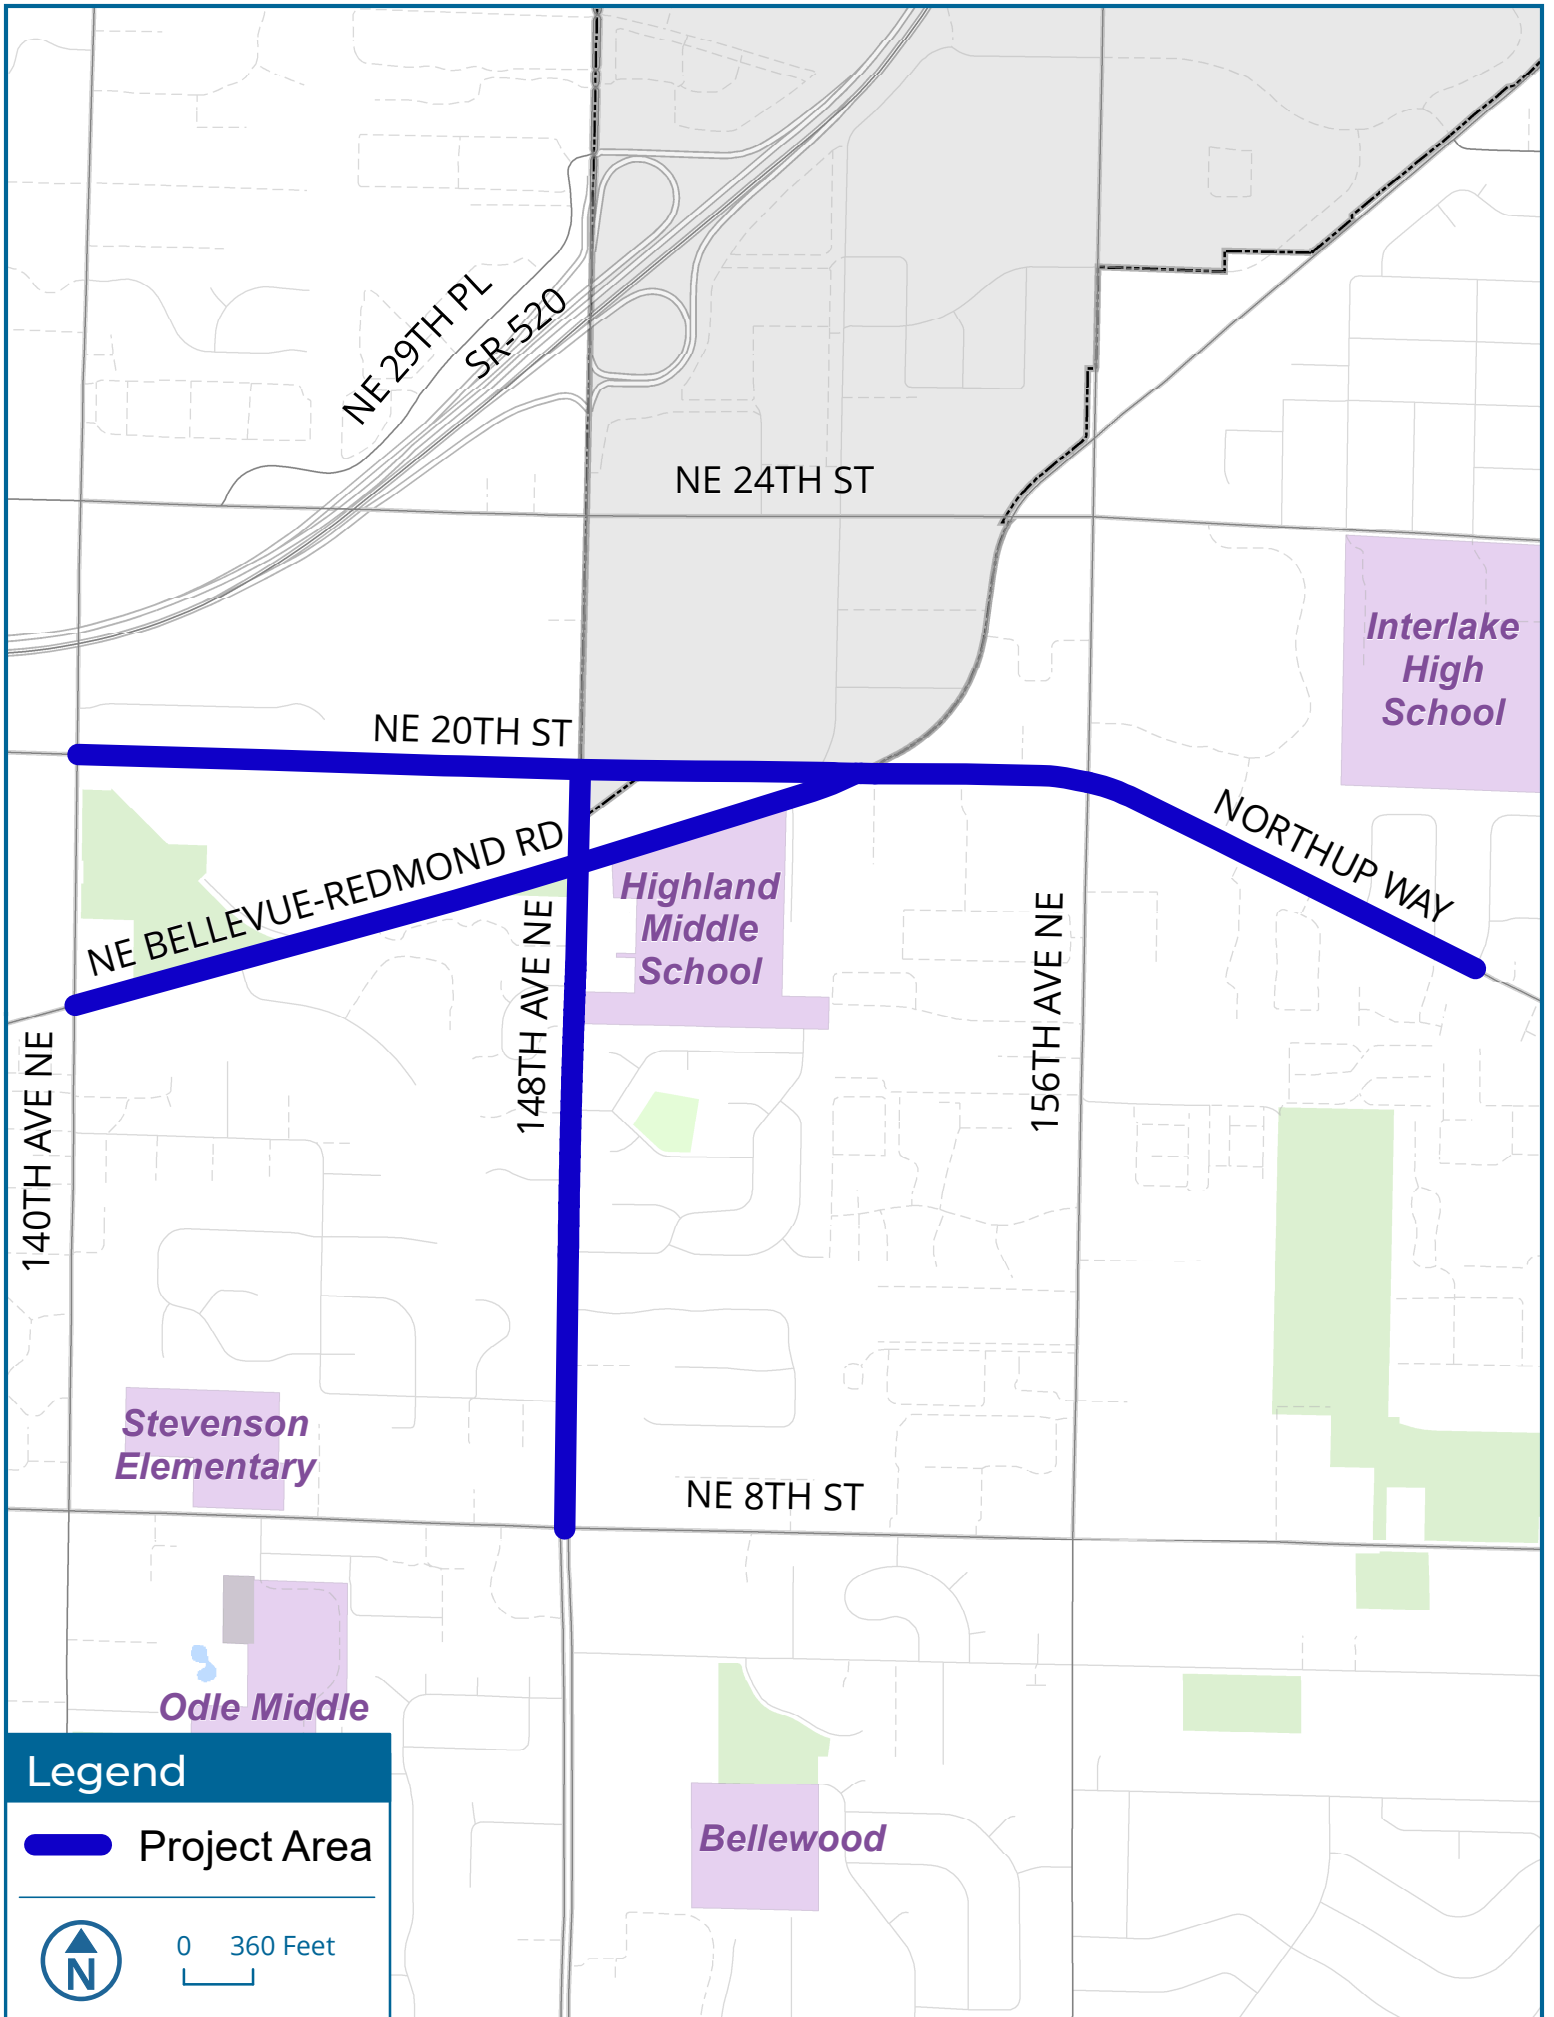 NE 29TH PL
SR-520
NE 24TH ST
Interlake
High
School
NE 20TH ST
NORTHUP WAY
NE BELLEVUE-REDMOND RD
Highland
Middle
School
148TH AVE NE
156TH AVE NE
140TH AVE NE
Stevenson
Elementary
NE 8TH ST
Odle Middle
Bellewood
Legend
Project Area
N
0 360 Feet